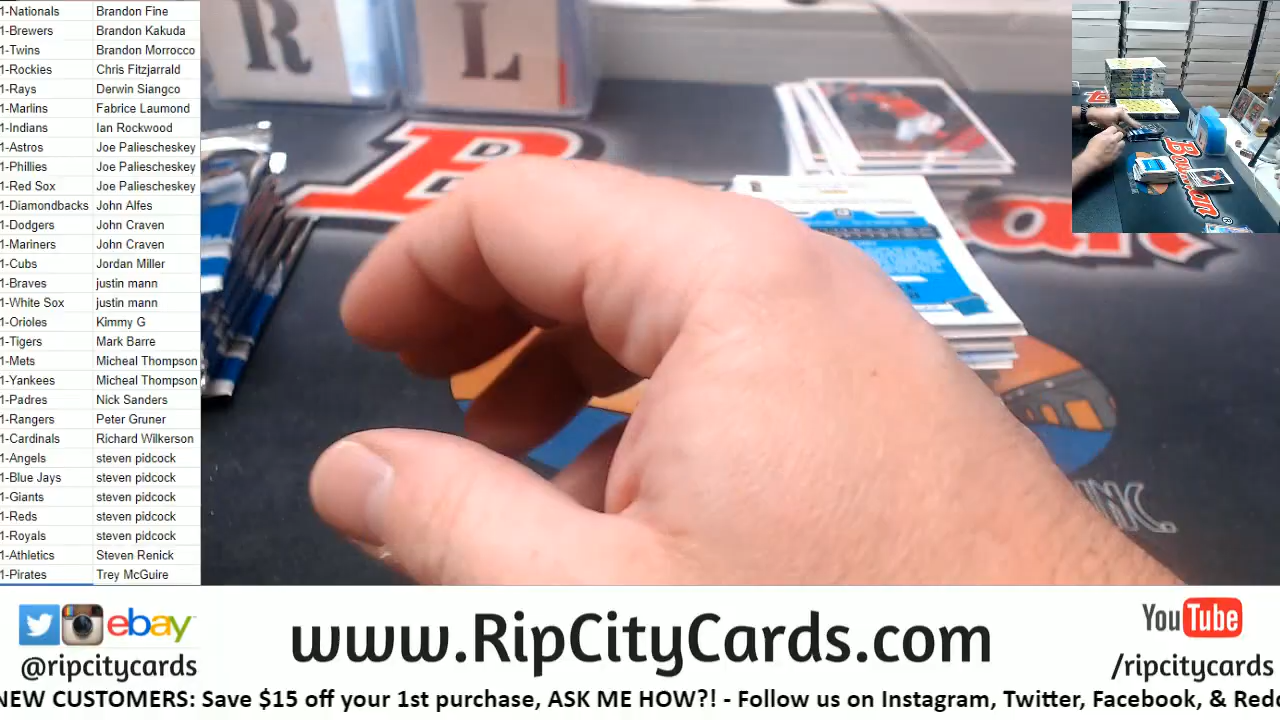 1-Nationals Brandon Fine
1-Brewers Brandon Kakuda
1-Twins Brandon Morrocco
1-Rockies Chris Fitzjarrald
1-Rays Derwin Siangco
1-Marlins Fabrice Laumond
1-Indians Ian Rockwood
1-Astros Joe Paliescheskey
1-Phillies Joe Paliescheskey
1-Red Sox Joe Paliescheskey
1-Diamondbacks John Alfes
1-Dodgers John Craven
1-Mariners John Craven
1-Cubs Jordan Miller
1-Braves justin mann
1-White Sox justin mann
1-Orioles Kimmy G
1-Tigers Mark Barre
1-Mets Micheal Thompson
1-Yankees Micheal Thompson
1-Padres Nick Sanders
1-Rangers Peter Gruner
1-Cardinals Richard Wilkerson
1-Angels steven pidcock
1-Blue Jays steven pidcock
1-Giants steven pidcock
1-Reds steven pidcock
1-Royals steven pidcock
1-Athletics Steven Renick
1-Pirates Trey McGuire
R L
Bowman
ebay
@ripcitycards
www.RipCityCards.com
YouTube
/ripcitycards
NEW CUSTOMERS: Save $15 off your 1st purchase, ASK ME HOW?! - Follow us on Instagram, Twitter, Facebook, & Redd